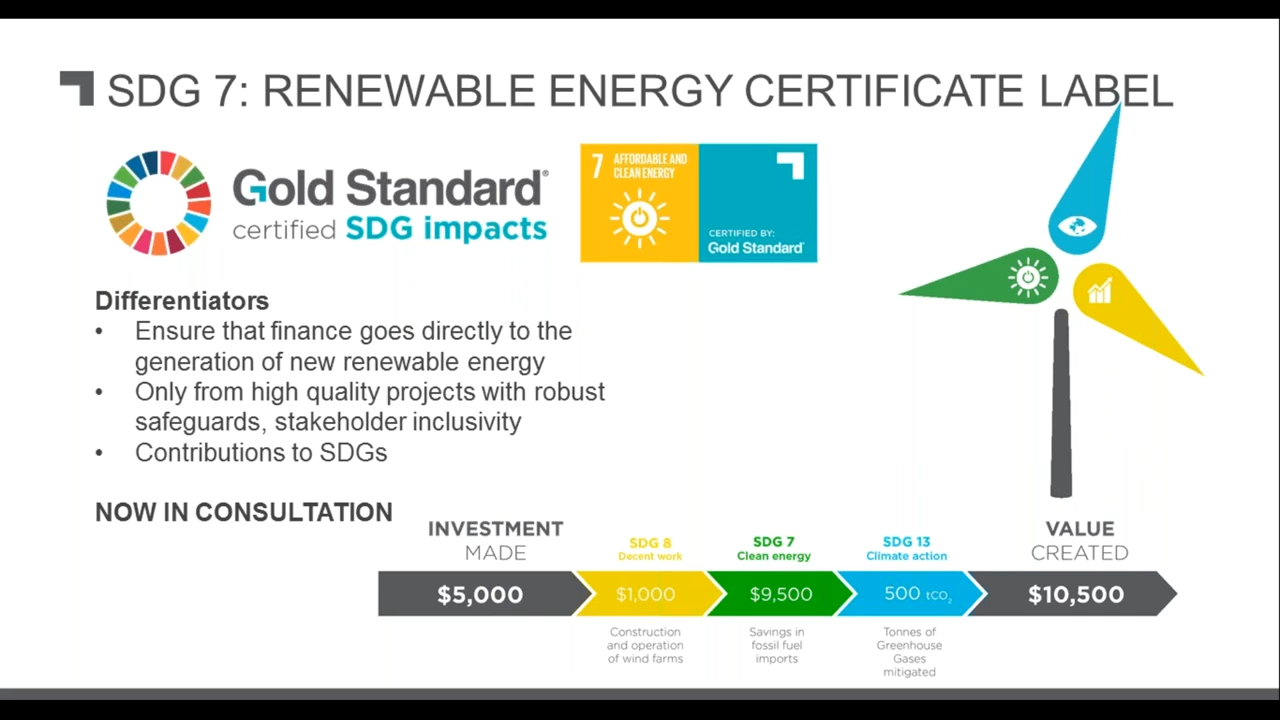 SDG 7: RENEWABLE ENERGY CERTIFICATE LABEL
Gold Standard®
certified SDG impacts
7 AFFORDABLE AND
CLEAN ENERGY
CERTIFIED BY:
Gold Standard®
Differentiators
• Ensure that finance goes directly to the
generation of new renewable energy
• Only from high quality projects with robust
safeguards, stakeholder inclusivity
• Contributions to SDGs
NOW IN CONSULTATION
INVESTMENT
MADE
$5,000
SDG 8
Decent work
$1,000
Construction
and operation
of wind farms
SDG 7
Clean energy
$9,500
Savings in
fossil fuel
imports
SDG 13
Climate action
500 tCO₂
Tonnes of
Greenhouse
Gases
mitigated
VALUE
CREATED
$10,500